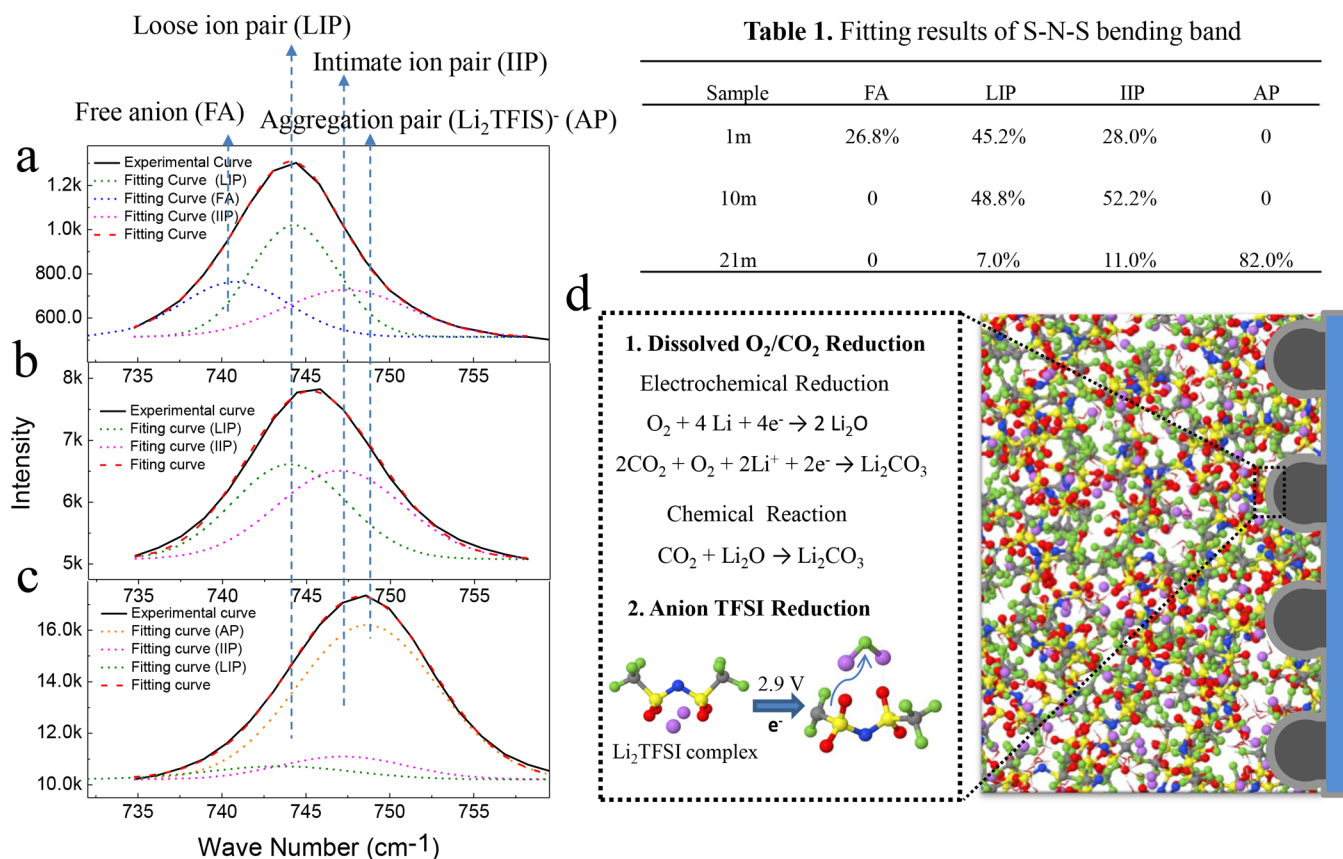 Loose ion pair (LIP)
Intimate ion pair (IIP)
Free anion (FA)
Aggregation pair (Li₂TFIS)⁻ (AP)
a
Experimental Curve
Fitting Curve (LIP)
Fitting Curve (FA)
Fitting Curve (IIP)
Fitting Curve
1.2k
1.0k
800.0
600.0
735 740 745 750 755
b
Experimental curve
Fitting curve (LIP)
Fitting curve (IIP)
Fitting curve
8k
7k
6k
5k
735 740 745 750 755
c
Experimental curve
Fitting curve (AP)
Fitting curve (IIP)
Fitting curve (LIP)
Fitting curve
16.0k
14.0k
12.0k
10.0k
735 740 745 750 755
Intensity
Wave Number (cm⁻¹)
Table 1. Fitting results of S-N-S bending band
Sample FA LIP IIP AP
1m 26.8% 45.2% 28.0% 0
10m 0 48.8% 52.2% 0
21m 0 7.0% 11.0% 82.0%
d
1. Dissolved O₂/CO₂ Reduction
Electrochemical Reduction
O₂ + 4 Li + 4e⁻ → 2 Li₂O
2CO₂ + O₂ + 2Li⁺ + 2e⁻ → Li₂CO₃
Chemical Reaction
CO₂ + Li₂O → Li₂CO₃
2. Anion TFSI Reduction
2.9 V
e⁻
Li₂TFSI complex